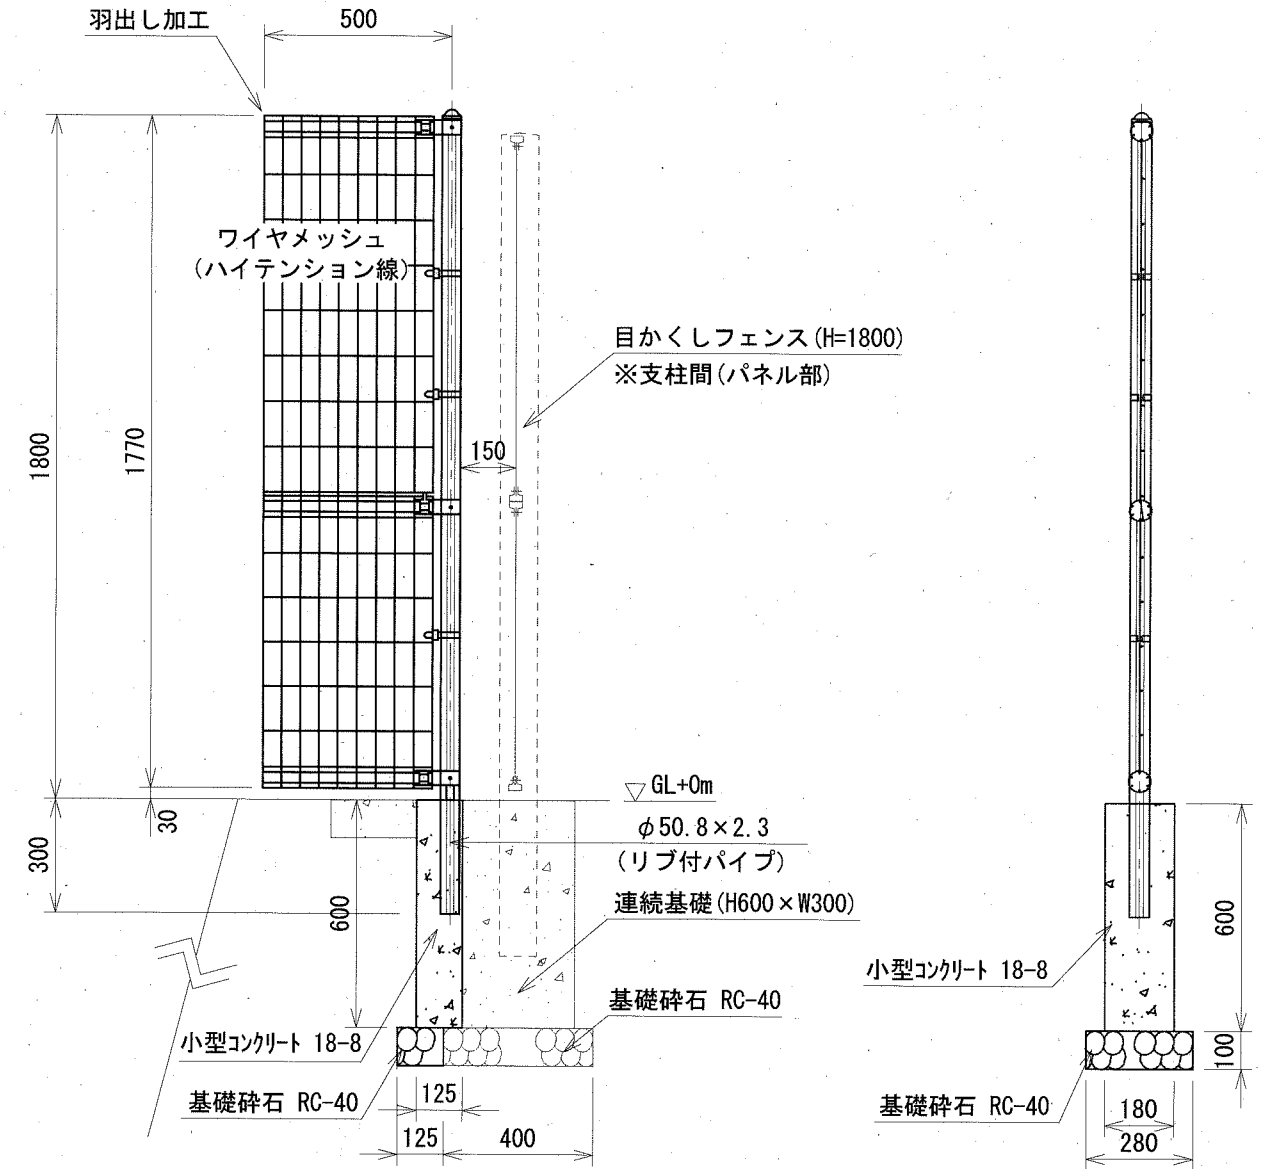 羽出し加工
500
ワイヤメッシュ
(ハイテンション線)
目かくしフェンス(H=1800)
※支柱間(パネル部)
150
1800
1770
GL+0m
30
φ50.8×2.3
(リブ付パイプ)
300
600
連続基礎(H600×W300)
基礎砕石 RC-40
小型コンクリート 18-8
基礎砕石 RC-40
125
125
400
小型コンクリート 18-8
600
100
基礎砕石 RC-40
180
280